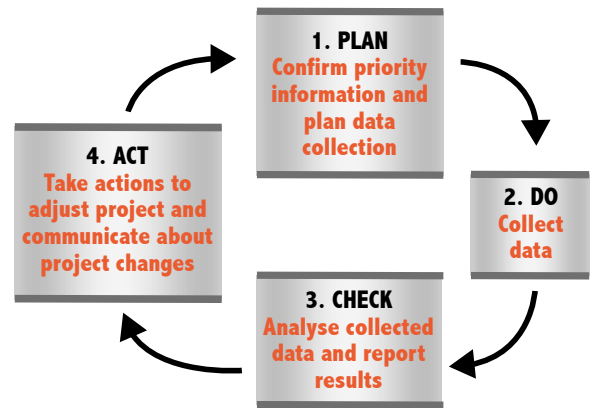 1. PLAN
Confirm priority
information and
plan data
collection
2. DO
Collect
data
3. CHECK
Analyse collected
data and report
results
4. ACT
Take actions to
adjust project and
communicate about
project changes